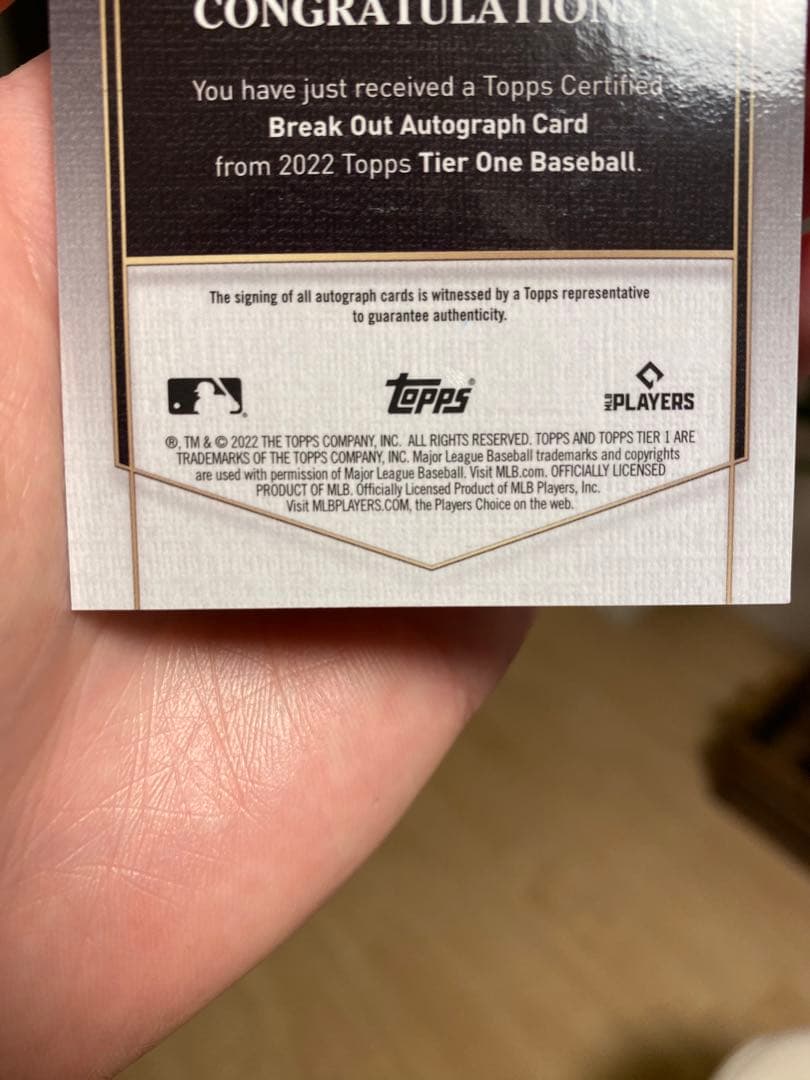 CONGRATULATIONS!
You have just received a Topps Certified
Break Out Autograph Card
from 2022 Topps Tier One Baseball.
The signing of all autograph cards is witnessed by a Topps representative
to guarantee authenticity.
Topps® MLB PLAYERS
®, TM & © 2022 THE TOPPS COMPANY, INC. ALL RIGHTS RESERVED. TOPPS AND TOPPS TIER 1 ARE
TRADEMARKS OF THE TOPPS COMPANY, INC. Major League Baseball trademarks and copyrights
are used with permission of Major League Baseball. Visit MLB.com. OFFICIALLY LICENSED
PRODUCT OF MLB. Officially Licensed Product of MLB Players, Inc.
Visit MLBPLAYERS.COM, the Players Choice on the web.